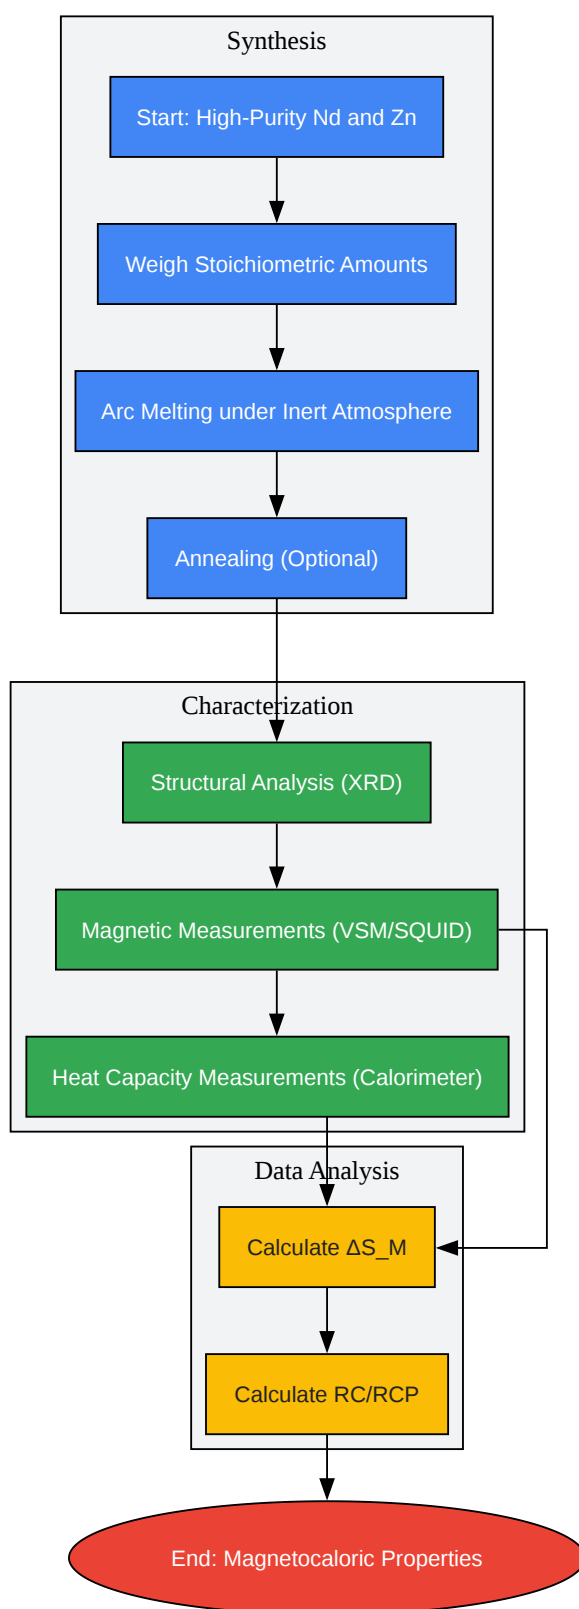 Synthesis
Start: High-Purity Nd and Zn
Weigh Stoichiometric Amounts
Arc Melting under Inert Atmosphere
Annealing (Optional)
Characterization
Structural Analysis (XRD)
Magnetic Measurements (VSM/SQUID)
Heat Capacity Measurements (Calorimeter)
Data Analysis
Calculate ΔS_M
Calculate RC/RCP
End: Magnetocaloric Properties